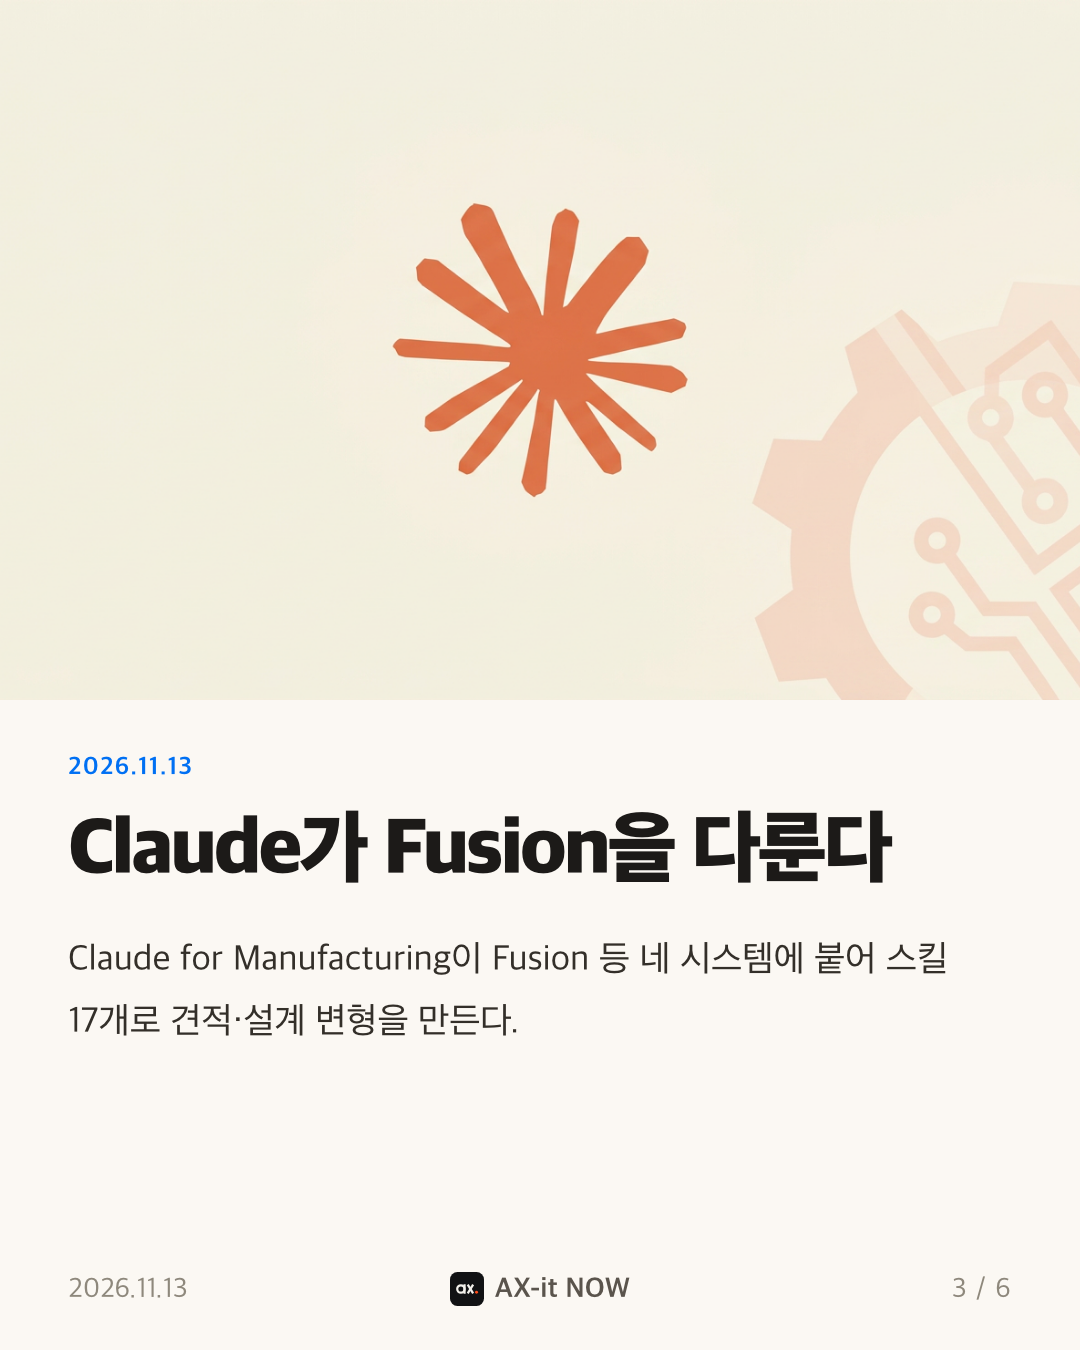 2026.11.13
Claude가 Fusion을 다룬다
Claude for Manufacturing이 Fusion 등 네 시스템에 붙어 스킬
17개로 견적·설계 변형을 만든다.
2026.11.13
ax. AX-it NOW
3 / 6